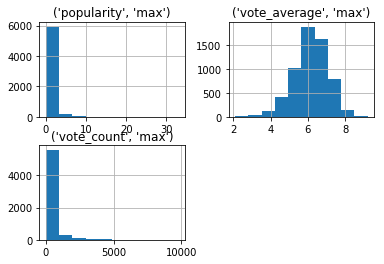 ('popularity', 'max')
6000
4000
2000
0
0 10 20 30
('vote_average', 'max')
1500
1000
500
0
2 4 6 8
('vote_count', 'max')
4000
2000
0
0 5000 10000